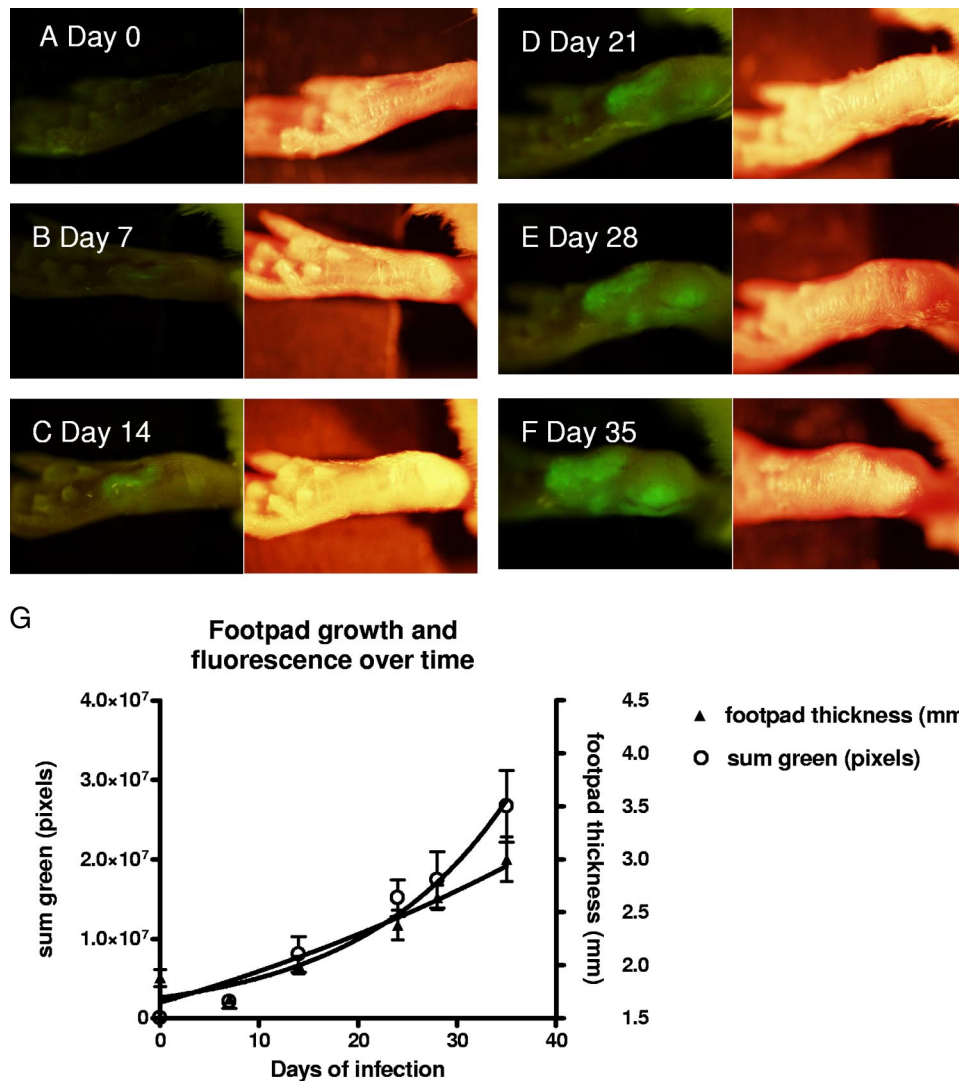 A Day 0
B Day 7
C Day 14
D Day 21
E Day 28
F Day 35
G
Footpad growth and
fluorescence over time
sum green (pixels)
4.0×10⁷
3.0×10⁷
2.0×10⁷
1.0×10⁷
0
0 10 20 30 40
Days of infection
4.5
4.0
3.5
3.0
2.5
2.0
1.5
footpad thickness (mm)
▲ footpad thickness (mm
○ sum green (pixels)